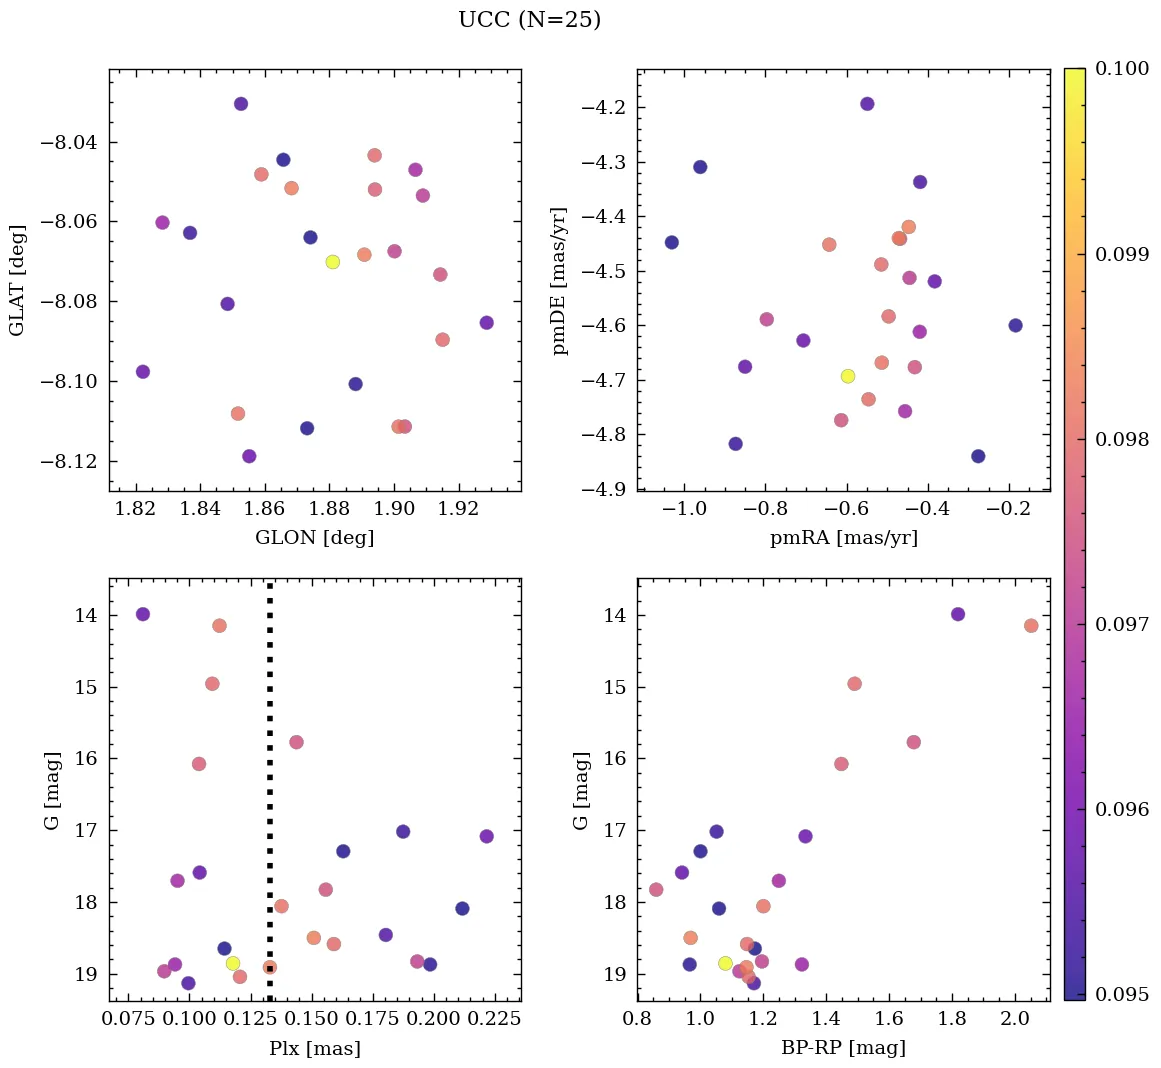 UCC (N=25)
−8.04
−8.06
−8.08
−8.10
−8.12
GLAT [deg]
1.82 1.84 1.86 1.88 1.90 1.92
GLON [deg]
−4.2
−4.3
−4.4
−4.5
−4.6
−4.7
−4.8
−4.9
pmDE [mas/yr]
−1.0 −0.8 −0.6 −0.4 −0.2
pmRA [mas/yr]
0.100
0.099
0.098
0.097
0.096
0.095
14
15
16
17
18
19
G [mag]
0.075 0.100 0.125 0.150 0.175 0.200 0.225
Plx [mas]
14
15
16
17
18
19
G [mag]
0.8 1.0 1.2 1.4 1.6 1.8 2.0
BP-RP [mag]